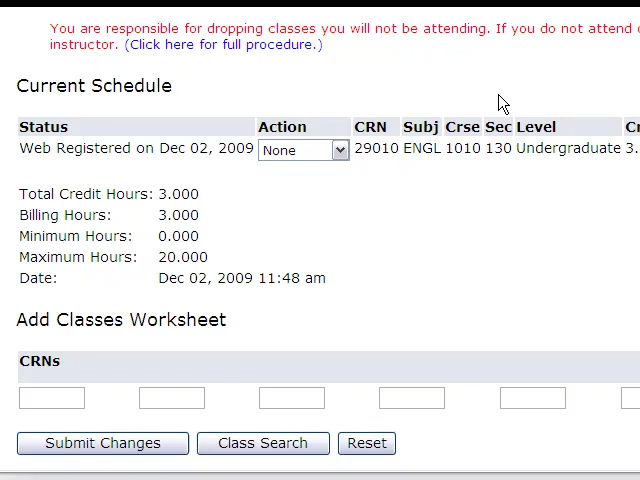 You are responsible for dropping classes you will not be attending. If you do not attend
instructor. (Click here for full procedure.)
Current Schedule
Status Action CRN Subj Crse Sec Level
Web Registered on Dec 02, 2009 None 29010 ENGL 1010 130 Undergraduate 3.
Total Credit Hours: 3.000
Billing Hours: 3.000
Minimum Hours: 0.000
Maximum Hours: 20.000
Date: Dec 02, 2009 11:48 am
Add Classes Worksheet
CRNs
Submit Changes Class Search Reset